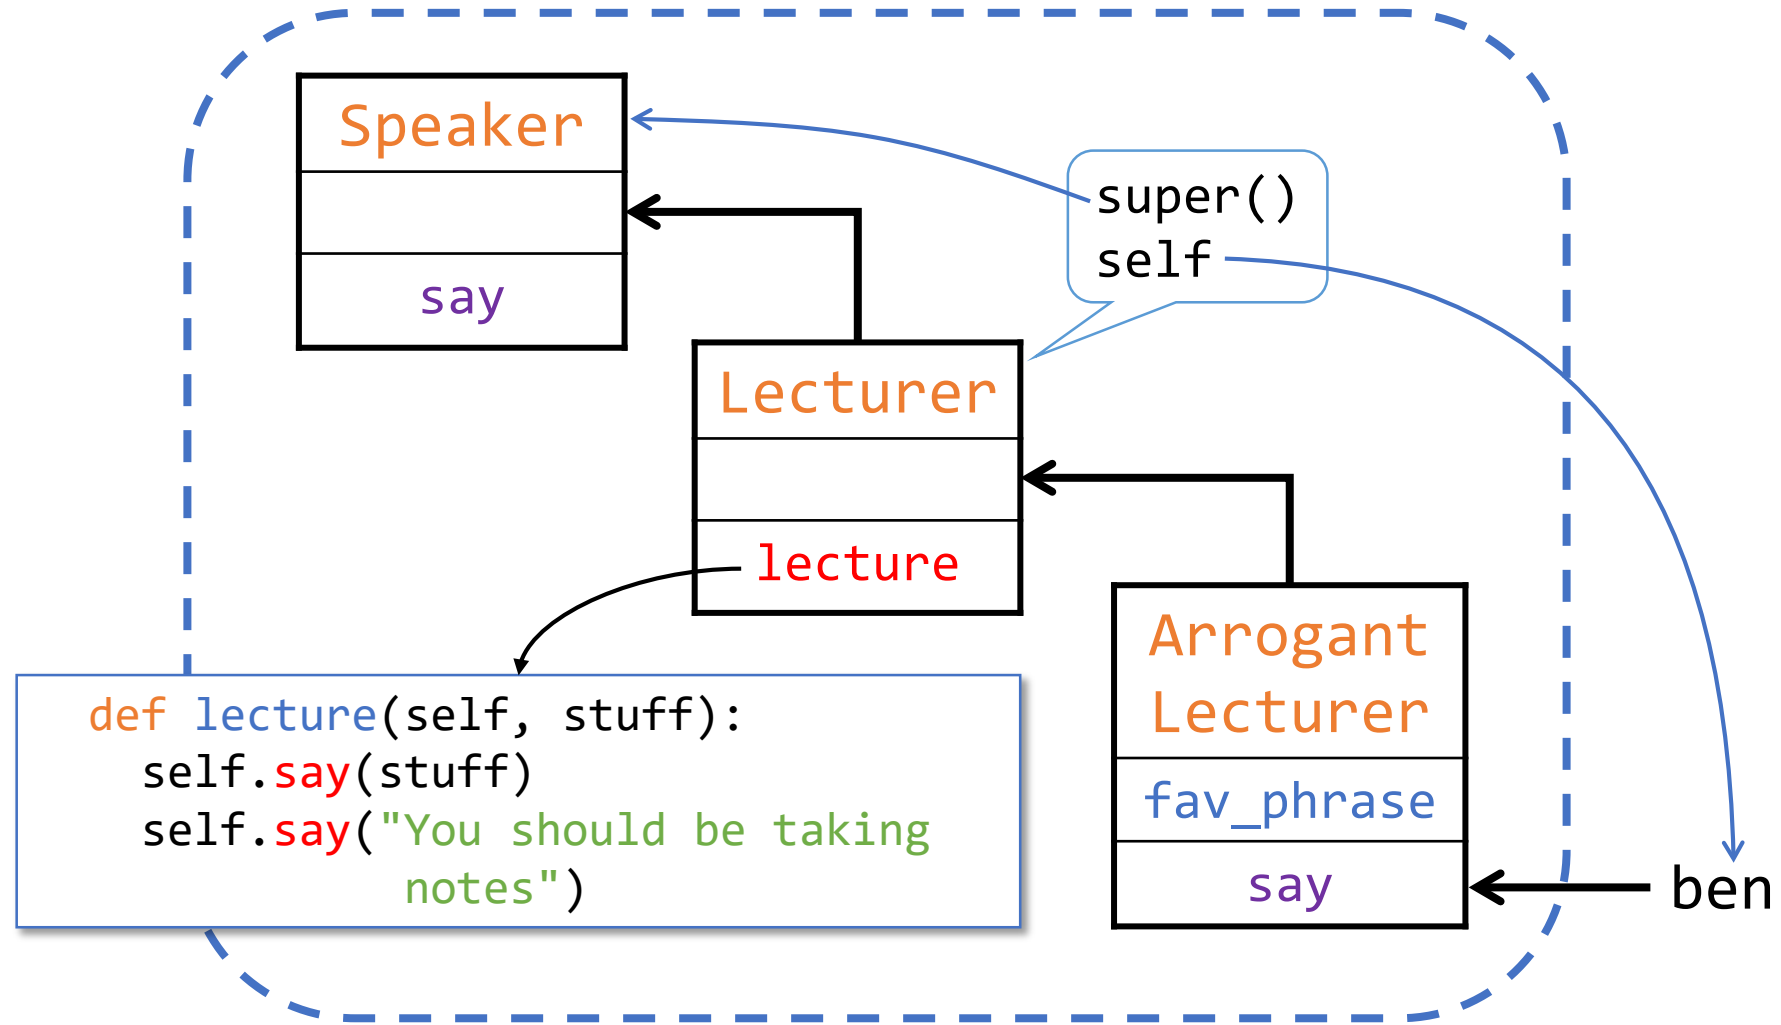 Speaker
say
super()
self
Lecturer
lecture
Arrogant
Lecturer
fav_phrase
say
ben
def lecture(self, stuff):
self.say(stuff)
self.say("You should be taking
notes")